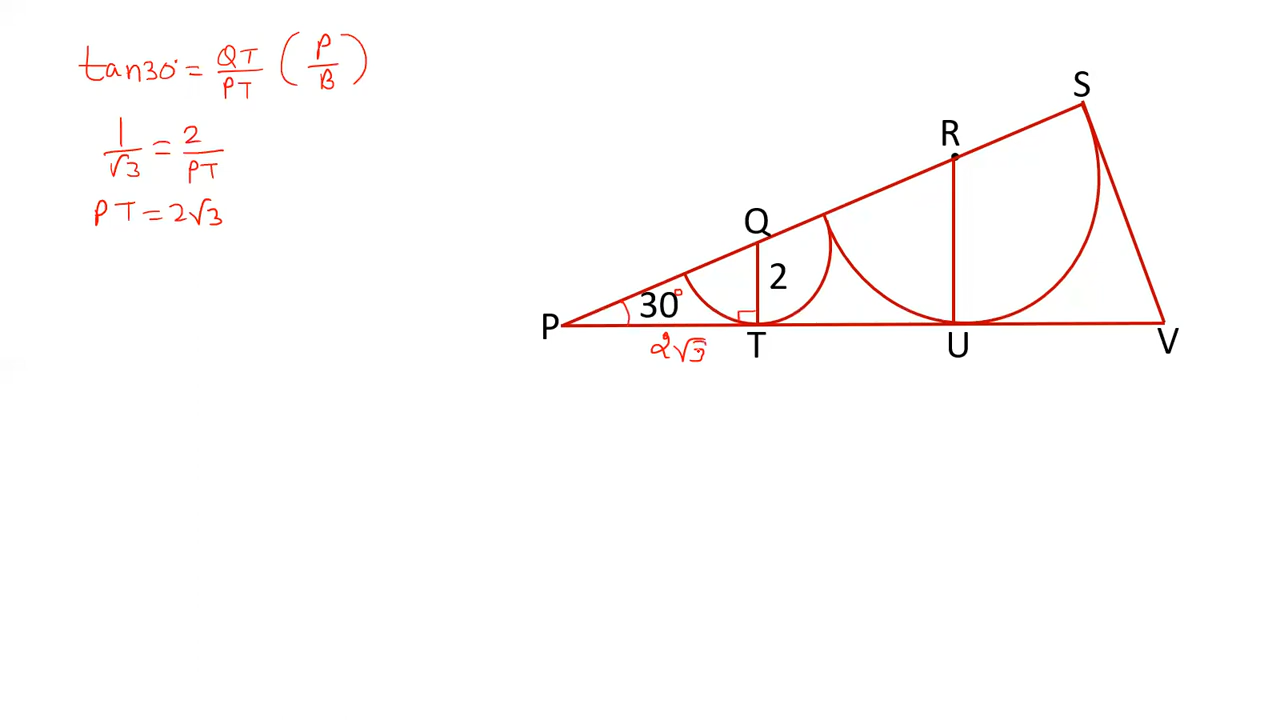 tan30° = QT/PT (P/B)
1/√3 = 2/PT
PT = 2√3
S
R
Q
2
30°
P
2√3
T
U
V